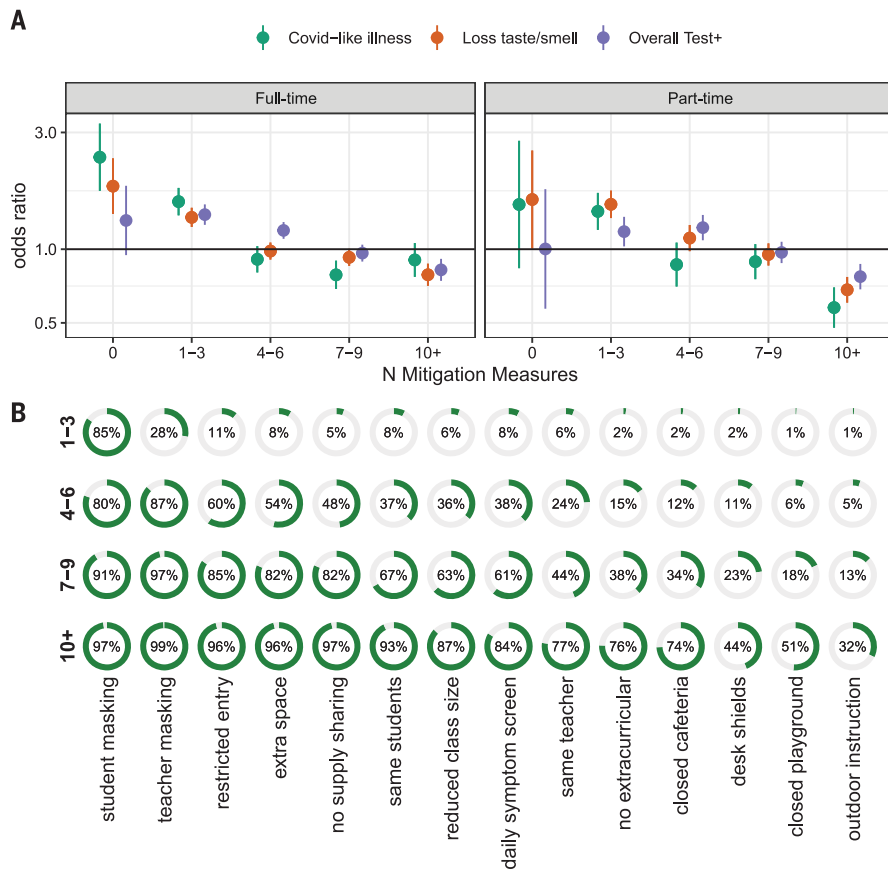 A
Covid-like illness Loss taste/smell Overall Test+
Full-time Part-time
odds ratio
3.0
1.0
0.5
0 1-3 4-6 7-9 10+ 0 1-3 4-6 7-9 10+
N Mitigation Measures
B
1-3 85% 28% 11% 8% 5% 8% 6% 8% 6% 2% 2% 2% 1% 1%
4-6 80% 87% 60% 54% 48% 37% 36% 38% 24% 15% 12% 11% 6% 5%
7-9 91% 97% 85% 82% 82% 67% 63% 61% 44% 38% 34% 23% 18% 13%
10+ 97% 99% 96% 96% 97% 93% 87% 84% 77% 76% 74% 44% 51% 32%
student masking
teacher masking
restricted entry
extra space
no supply sharing
same students
reduced class size
daily symptom screen
same teacher
no extracurricular
closed cafeteria
desk shields
closed playground
outdoor instruction